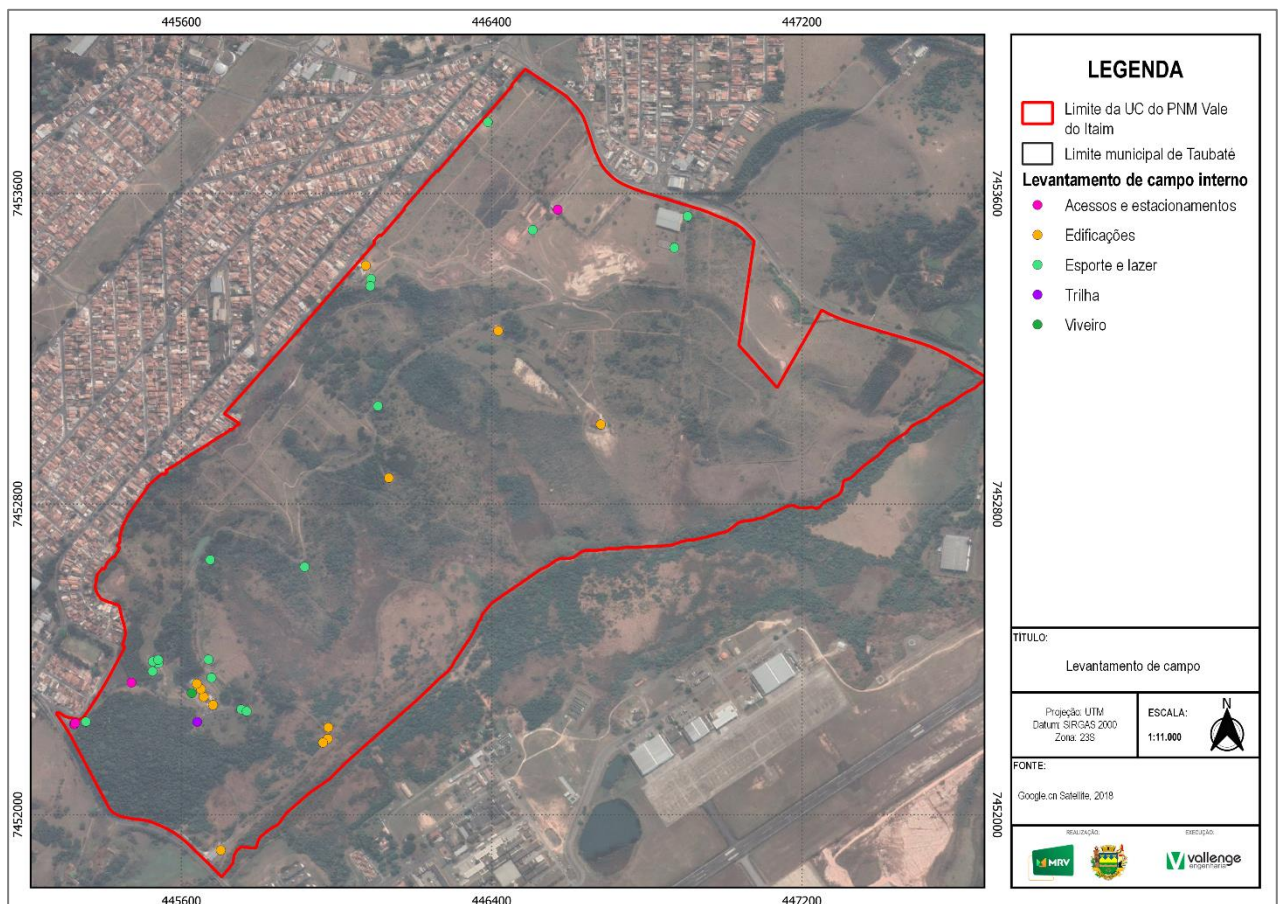 445600 446400 447200
7453600 7453600
7452800 7452800
7452000 7452000
445600 446400 447200
LEGENDA
Limite da UC do PNM Vale
do Itaim
Limite municipal de Taubaté
Levantamento de campo interno
Acessos e estacionamentos
Edificações
Esporte e lazer
Trilha
Viveiro
TÍTULO:
Levantamento de campo
Projeção: UTM
Datum: SIRGAS 2000
Zona: 23S
ESCALA:
1:11.000
N
FONTE:
Google.cn Satellite, 2018
REALIZAÇÃO:
EXECUÇÃO:
MRV
vallenge
engenharia